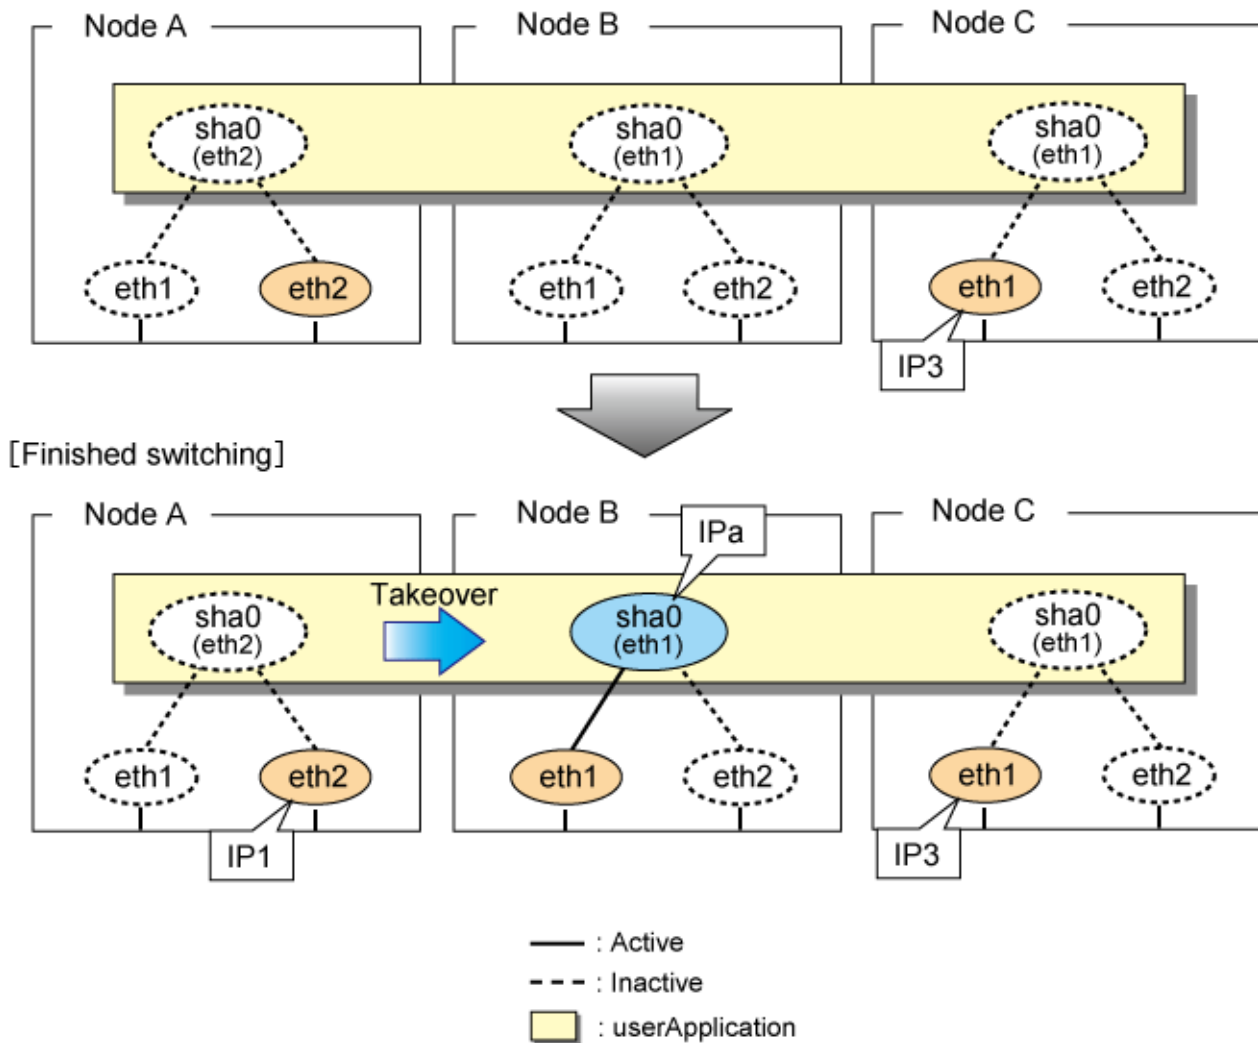 Node A
Node B
Node C
sha0
(eth2)
sha0
(eth1)
sha0
(eth1)
eth1
eth2
eth1
eth2
eth1
eth2
IP3
[Finished switching]
Node A
Node B
Node C
IPa
Takeover
sha0
(eth2)
sha0
(eth1)
sha0
(eth1)
eth1
eth2
eth1
eth2
eth1
eth2
IP1
IP3
: Active
: Inactive
: userApplication